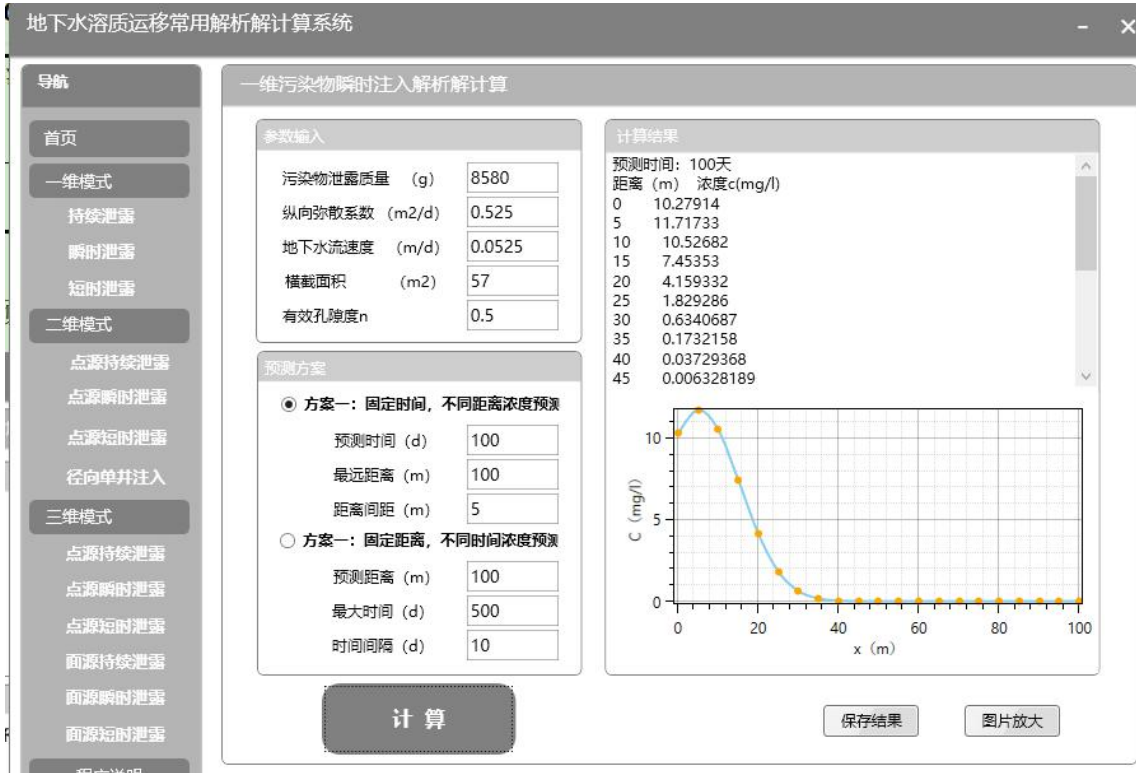 地下水溶质运移常用解析解计算系统
导航
首页
一维模式
持续泄露
瞬时泄露
短时泄露
二维模式
点源持续泄露
点源瞬时泄露
点源短时泄露
径向单井注入
三维模式
点源持续泄露
点源瞬时泄露
点源短时泄露
面源持续泄露
面源瞬时泄露
面源短时泄露
一维污染物瞬时注入解析解计算
参数输入
污染物泄露质量 (g) 8580
纵向弥散系数 (m2/d) 0.525
地下水流速度 (m/d) 0.0525
横截面积 (m2) 57
有效孔隙度n 0.5
预测方案
方案一：固定时间，不同距离浓度预测
预测时间 (d) 100
最远距离 (m) 100
距离间距 (m) 5
方案一：固定距离，不同时间浓度预测
预测距离 (m) 100
最大时间 (d) 500
时间间隔 (d) 10
计 算
计算结果
预测时间：100天
距离 (m) 浓度c(mg/l)
0 10.27914
5 11.71733
10 10.52682
15 7.45353
20 4.159332
25 1.829286
30 0.6340687
35 0.1732158
40 0.03729368
45 0.006328189
C (mg/l)
10
5
0
0 20 40 60 80 100
x (m)
保存结果
图片放大